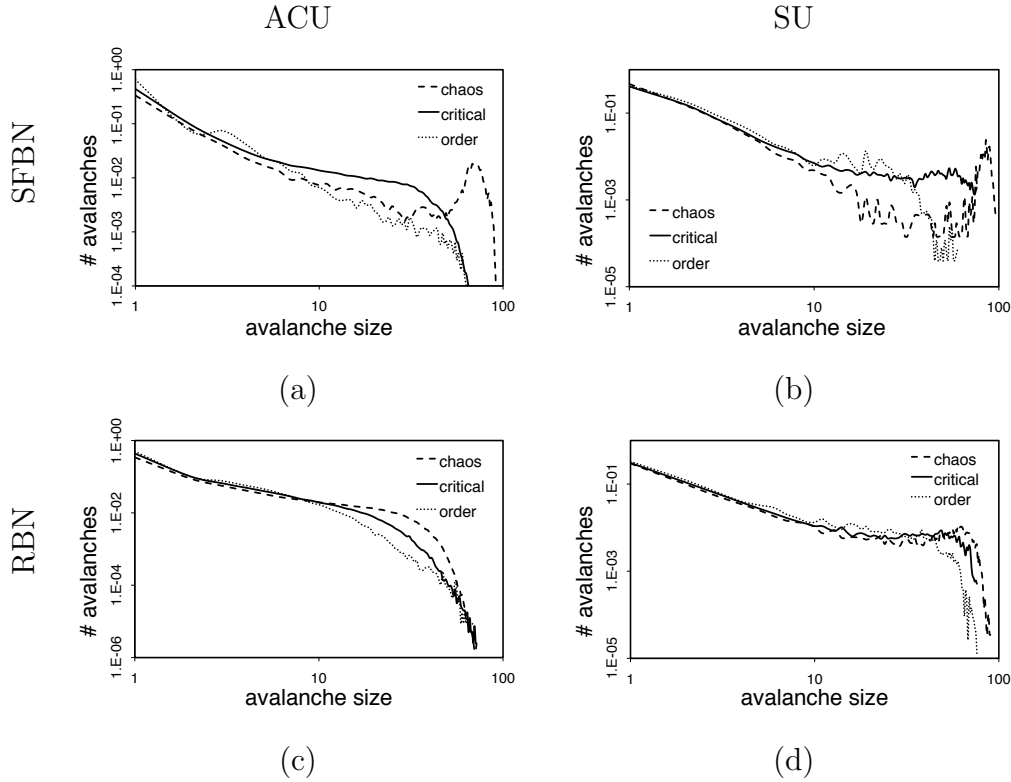 ACU
SU
SFBN
# avalanches
1.E+00
1.E-01
1.E-02
1.E-03
1.E-04
chaos
critical
order
1
10
100
avalanche size
(a)
# avalanches
1.E-01
1.E-03
1.E-05
chaos
critical
order
1
10
100
avalanche size
(b)
RBN
# avalanches
1.E+00
1.E-02
1.E-04
1.E-06
chaos
critical
order
1
10
100
avalanche size
(c)
# avalanches
1.E-01
1.E-03
1.E-05
chaos
critical
order
1
10
100
avalanche size
(d)